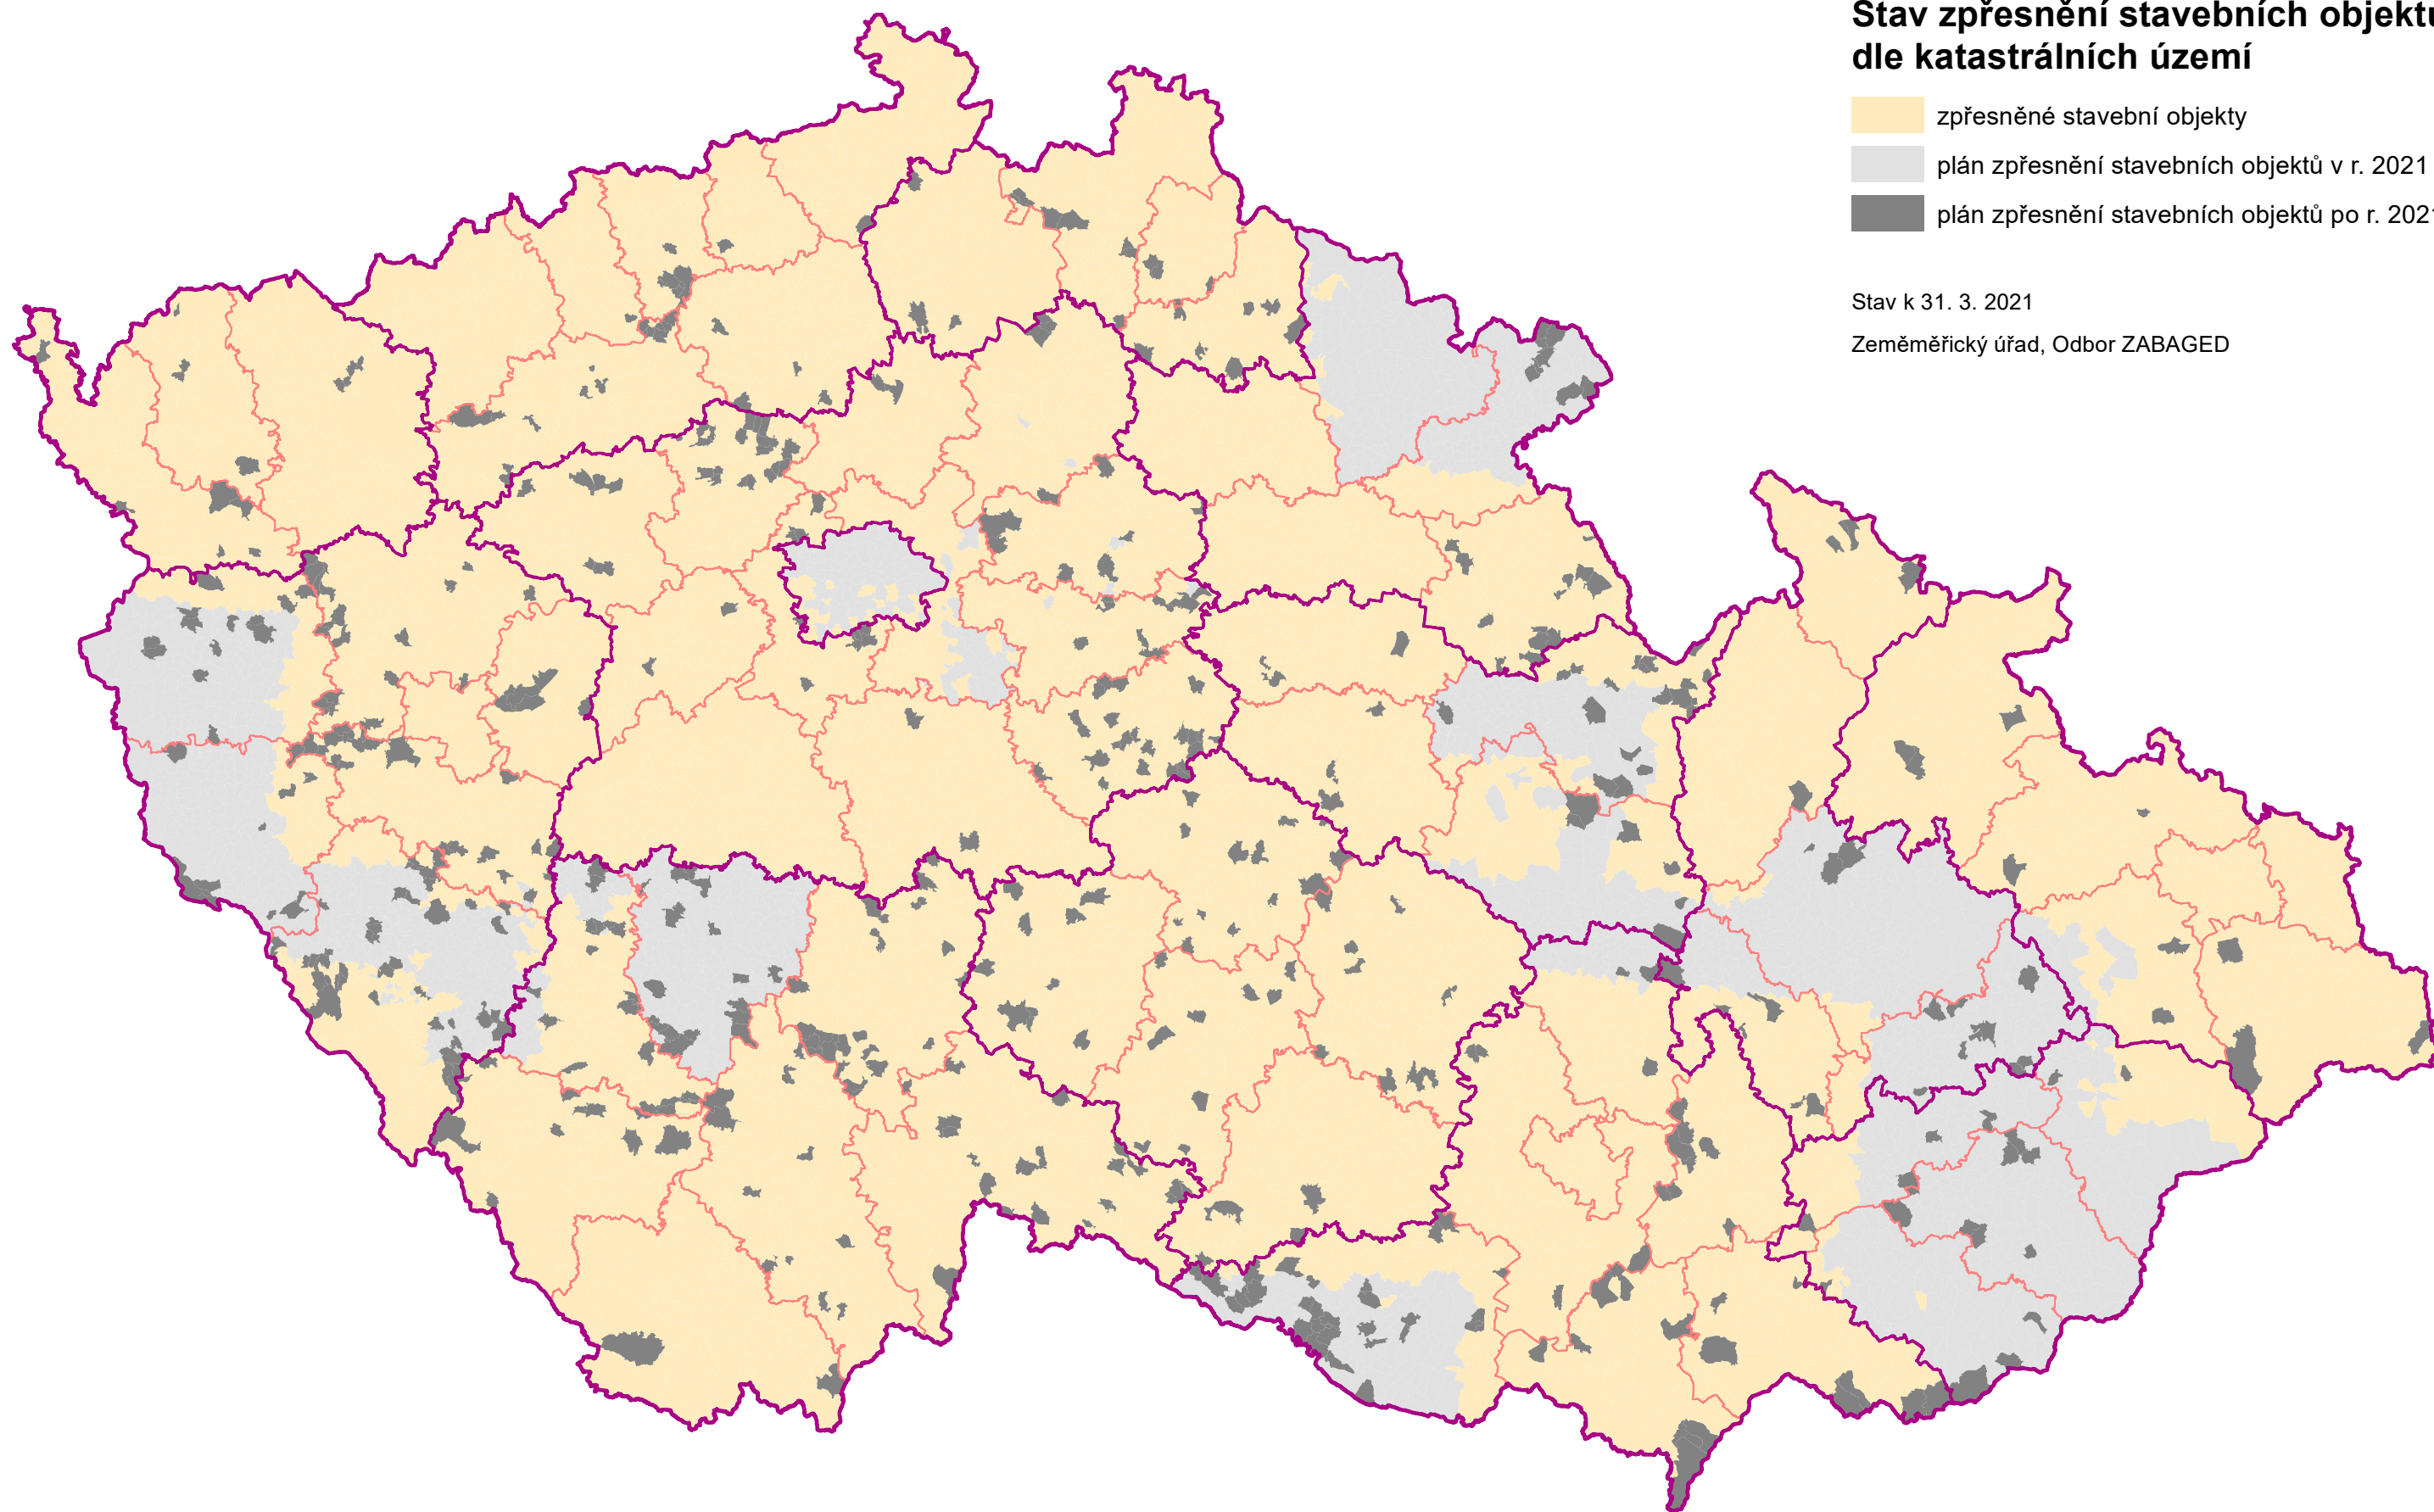 Stav zpřesnění stavebních objektů
dle katastrálních území
zpřesněné stavební objekty
plán zpřesnění stavebních objektů v r. 2021
plán zpřesnění stavebních objektů po r. 2021
Stav k 31. 3. 2021
Zeměměřický úřad, Odbor ZABAGED